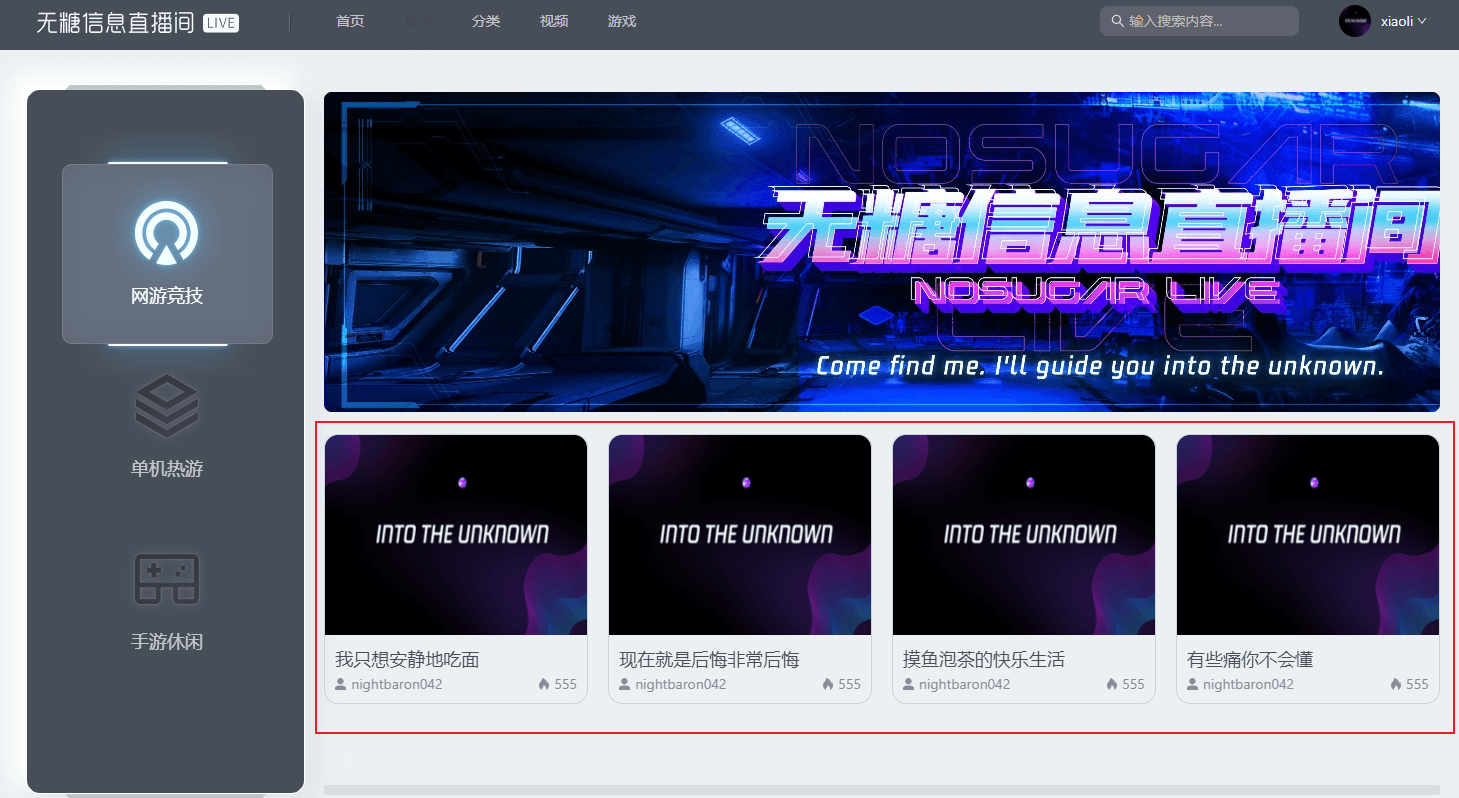 无糖信息直播间 LIVE
首页
分类
视频
游戏
输入搜索内容...
xiaoli
网游竞技
单机热游
手游休闲
NOSUGAR
无糖信息直播间
NOSUGAR LIVE
LIVE
Come find me. I'll guide you into the unknown.
INTO THE UNKNOWN
我只想安静地吃面
nightbaron042 555
INTO THE UNKNOWN
现在就是后悔非常后悔
nightbaron042 555
INTO THE UNKNOWN
摸鱼泡茶的快乐生活
nightbaron042 555
INTO THE UNKNOWN
有些痛你不会懂
nightbaron042 555